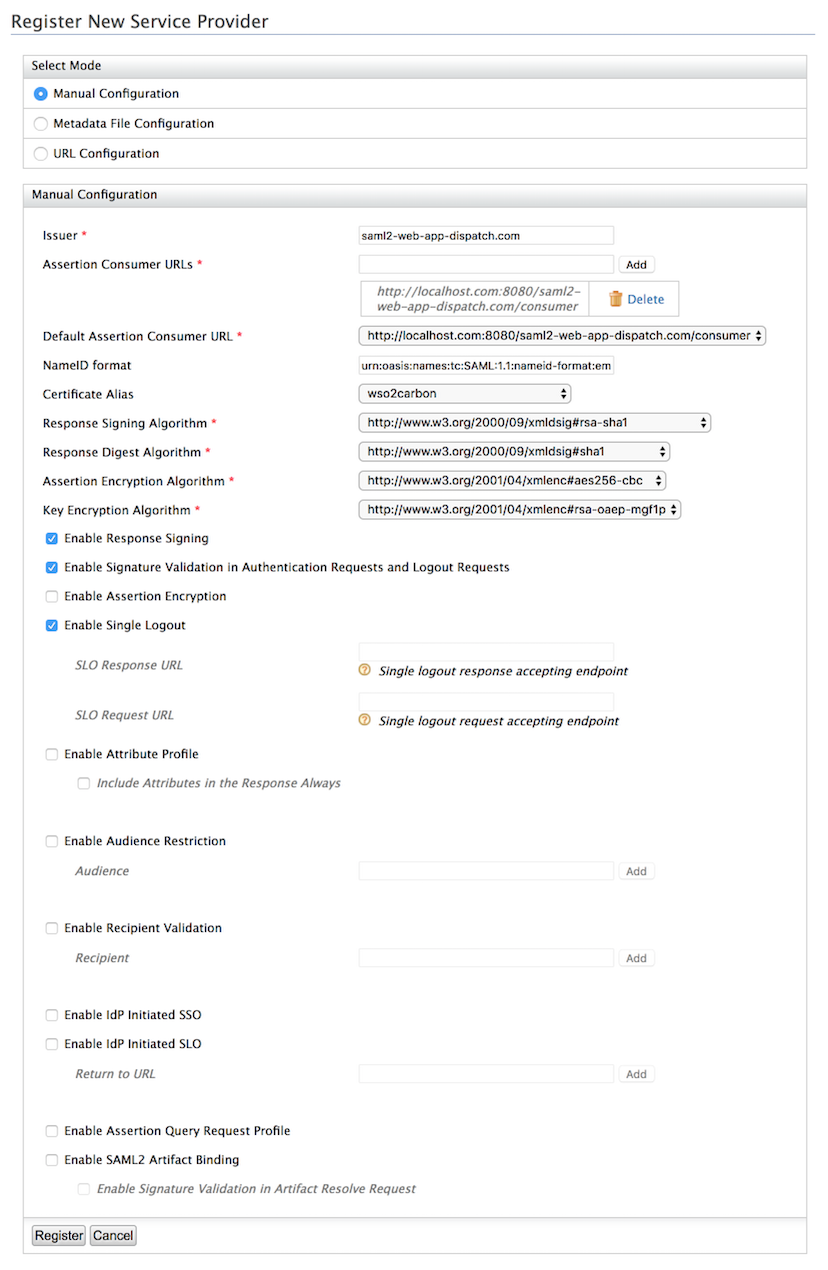 Register New Service Provider
Select Mode
Manual Configuration
Metadata File Configuration
URL Configuration
Manual Configuration
Issuer * saml2-web-app-dispatch.com
Assertion Consumer URLs * Add
http://localhost.com:8080/saml2-
web-app-dispatch.com/consumer
Delete
Default Assertion Consumer URL * http://localhost.com:8080/saml2-web-app-dispatch.com/consumer
NameID format urn:oasis:names:tc:SAML:1.1:nameid-format:em
Certificate Alias wso2carbon
Response Signing Algorithm * http://www.w3.org/2000/09/xmldsig#rsa-sha1
Response Digest Algorithm * http://www.w3.org/2000/09/xmldsig#sha1
Assertion Encryption Algorithm * http://www.w3.org/2001/04/xmlenc#aes256-cbc
Key Encryption Algorithm * http://www.w3.org/2001/04/xmlenc#rsa-oaep-mgf1p
Enable Response Signing
Enable Signature Validation in Authentication Requests and Logout Requests
Enable Assertion Encryption
Enable Single Logout
SLO Response URL
? Single logout response accepting endpoint
SLO Request URL
? Single logout request accepting endpoint
Enable Attribute Profile
Include Attributes in the Response Always
Enable Audience Restriction
Audience Add
Enable Recipient Validation
Recipient Add
Enable IdP Initiated SSO
Enable IdP Initiated SLO
Return to URL Add
Enable Assertion Query Request Profile
Enable SAML2 Artifact Binding
Enable Signature Validation in Artifact Resolve Request
Register Cancel